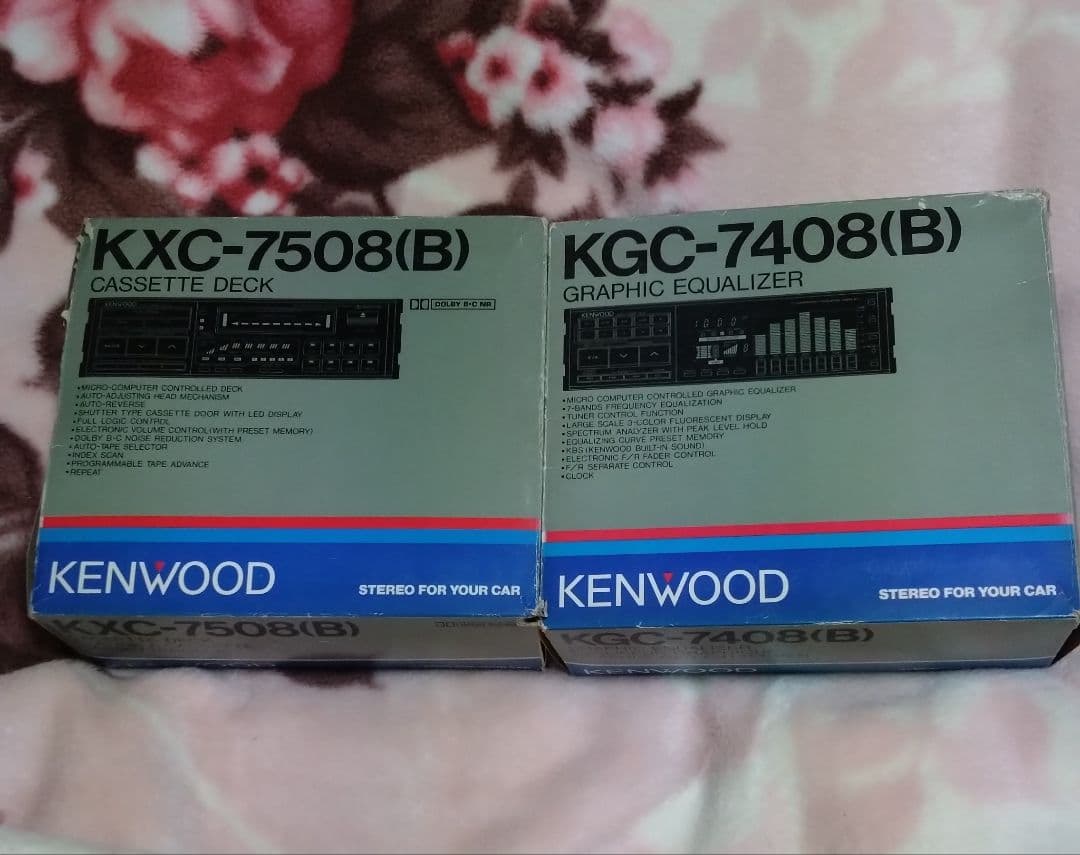 KXC-7508(B)
CASSETTE DECK
KENWOOD
DOLBY B·C NR
•MICRO-COMPUTER CONTROLLED DECK
•AUTO-ADJUSTING HEAD MECHANISM
•AUTO-REVERSE
•SHUTTER TYPE CASSETTE DOOR WITH LED DISPLAY
•FULL LOGIC CONTROL
•ELECTRONIC VOLUME CONTROL(WITH PRESET MEMORY)
•DOLBY B·C NOISE REDUCTION SYSTEM
•AUTO-TAPE SELECTOR
•INDEX SCAN
•PROGRAMMABLE TAPE ADVANCE
•REPEAT
KENWOOD
STEREO FOR YOUR CAR
KXC-7508(B)
KGC-7408(B)
GRAPHIC EQUALIZER
KENWOOD
•MICRO COMPUTER CONTROLLED GRAPHIC EQUALIZER
•7-BANDS FREQUENCY EQUALIZATION
•TUNER CONTROL FUNCTION
•LARGE SCALE 3-COLOR FLUORESCENT DISPLAY
•SPECTRUM ANALYZER WITH PEAK LEVEL HOLD
•EQUALIZING CURVE PRESET MEMORY
•KBS (KENWOOD BUILT-IN SOUND)
•ELECTRONIC F/R FADER CONTROL
•F/R SEPARATE CONTROL
•CLOCK
KENWOOD
STEREO FOR YOUR CAR
KGC-7408(B)
GRAPHIC EQUALIZER
KENWOOD